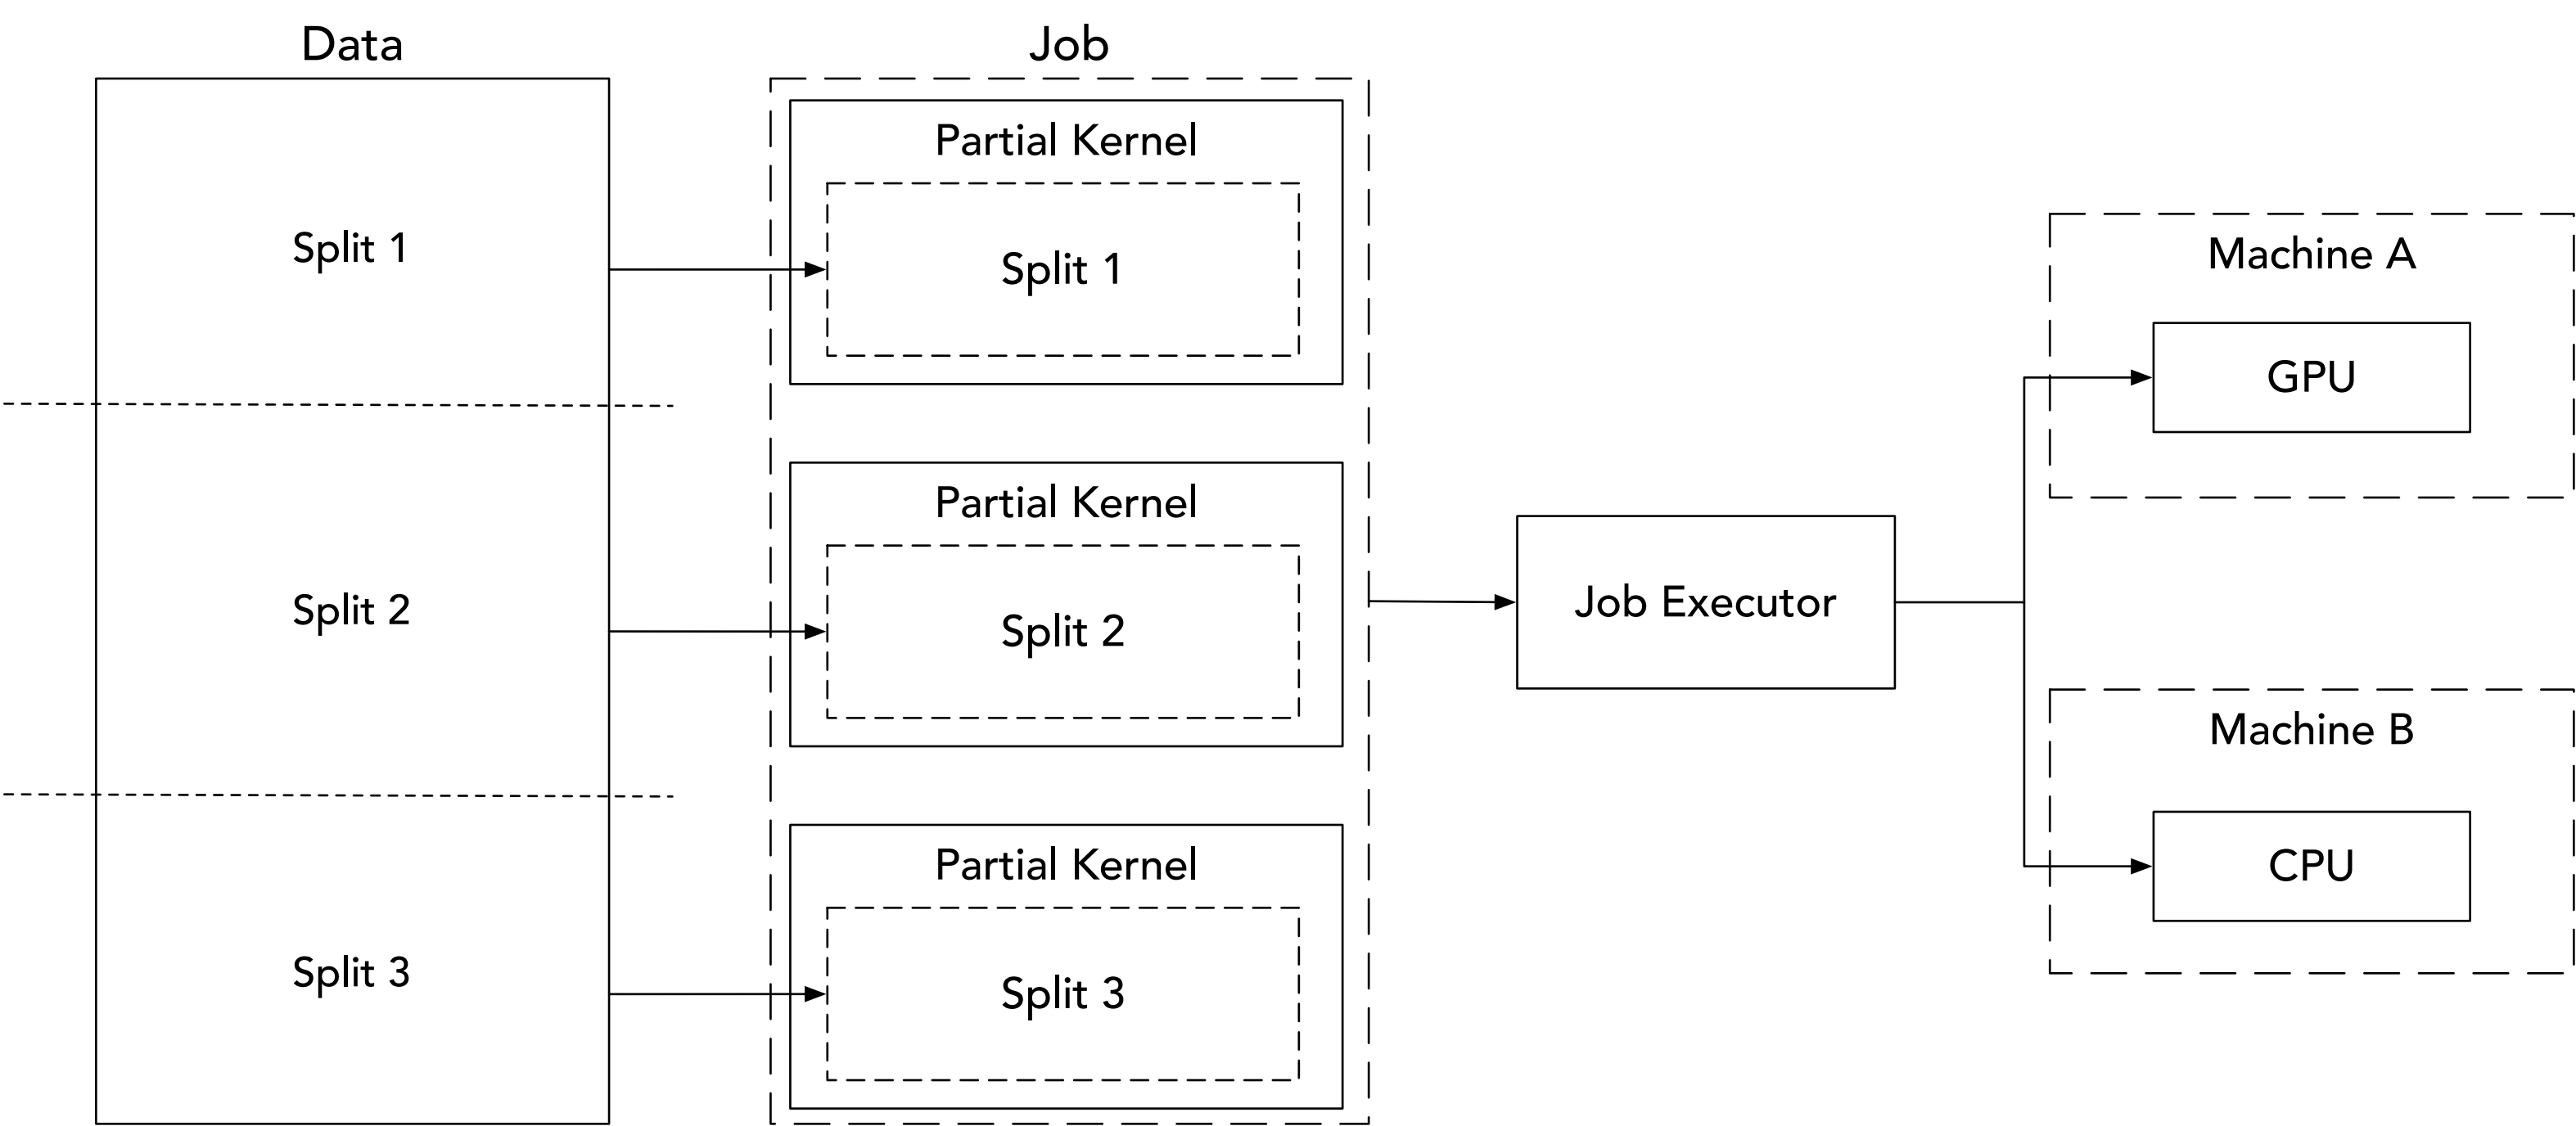 Data
Split 1
Split 2
Split 3
Job
Partial Kernel
Split 1
Partial Kernel
Split 2
Partial Kernel
Split 3
Job Executor
Machine A
GPU
Machine B
CPU